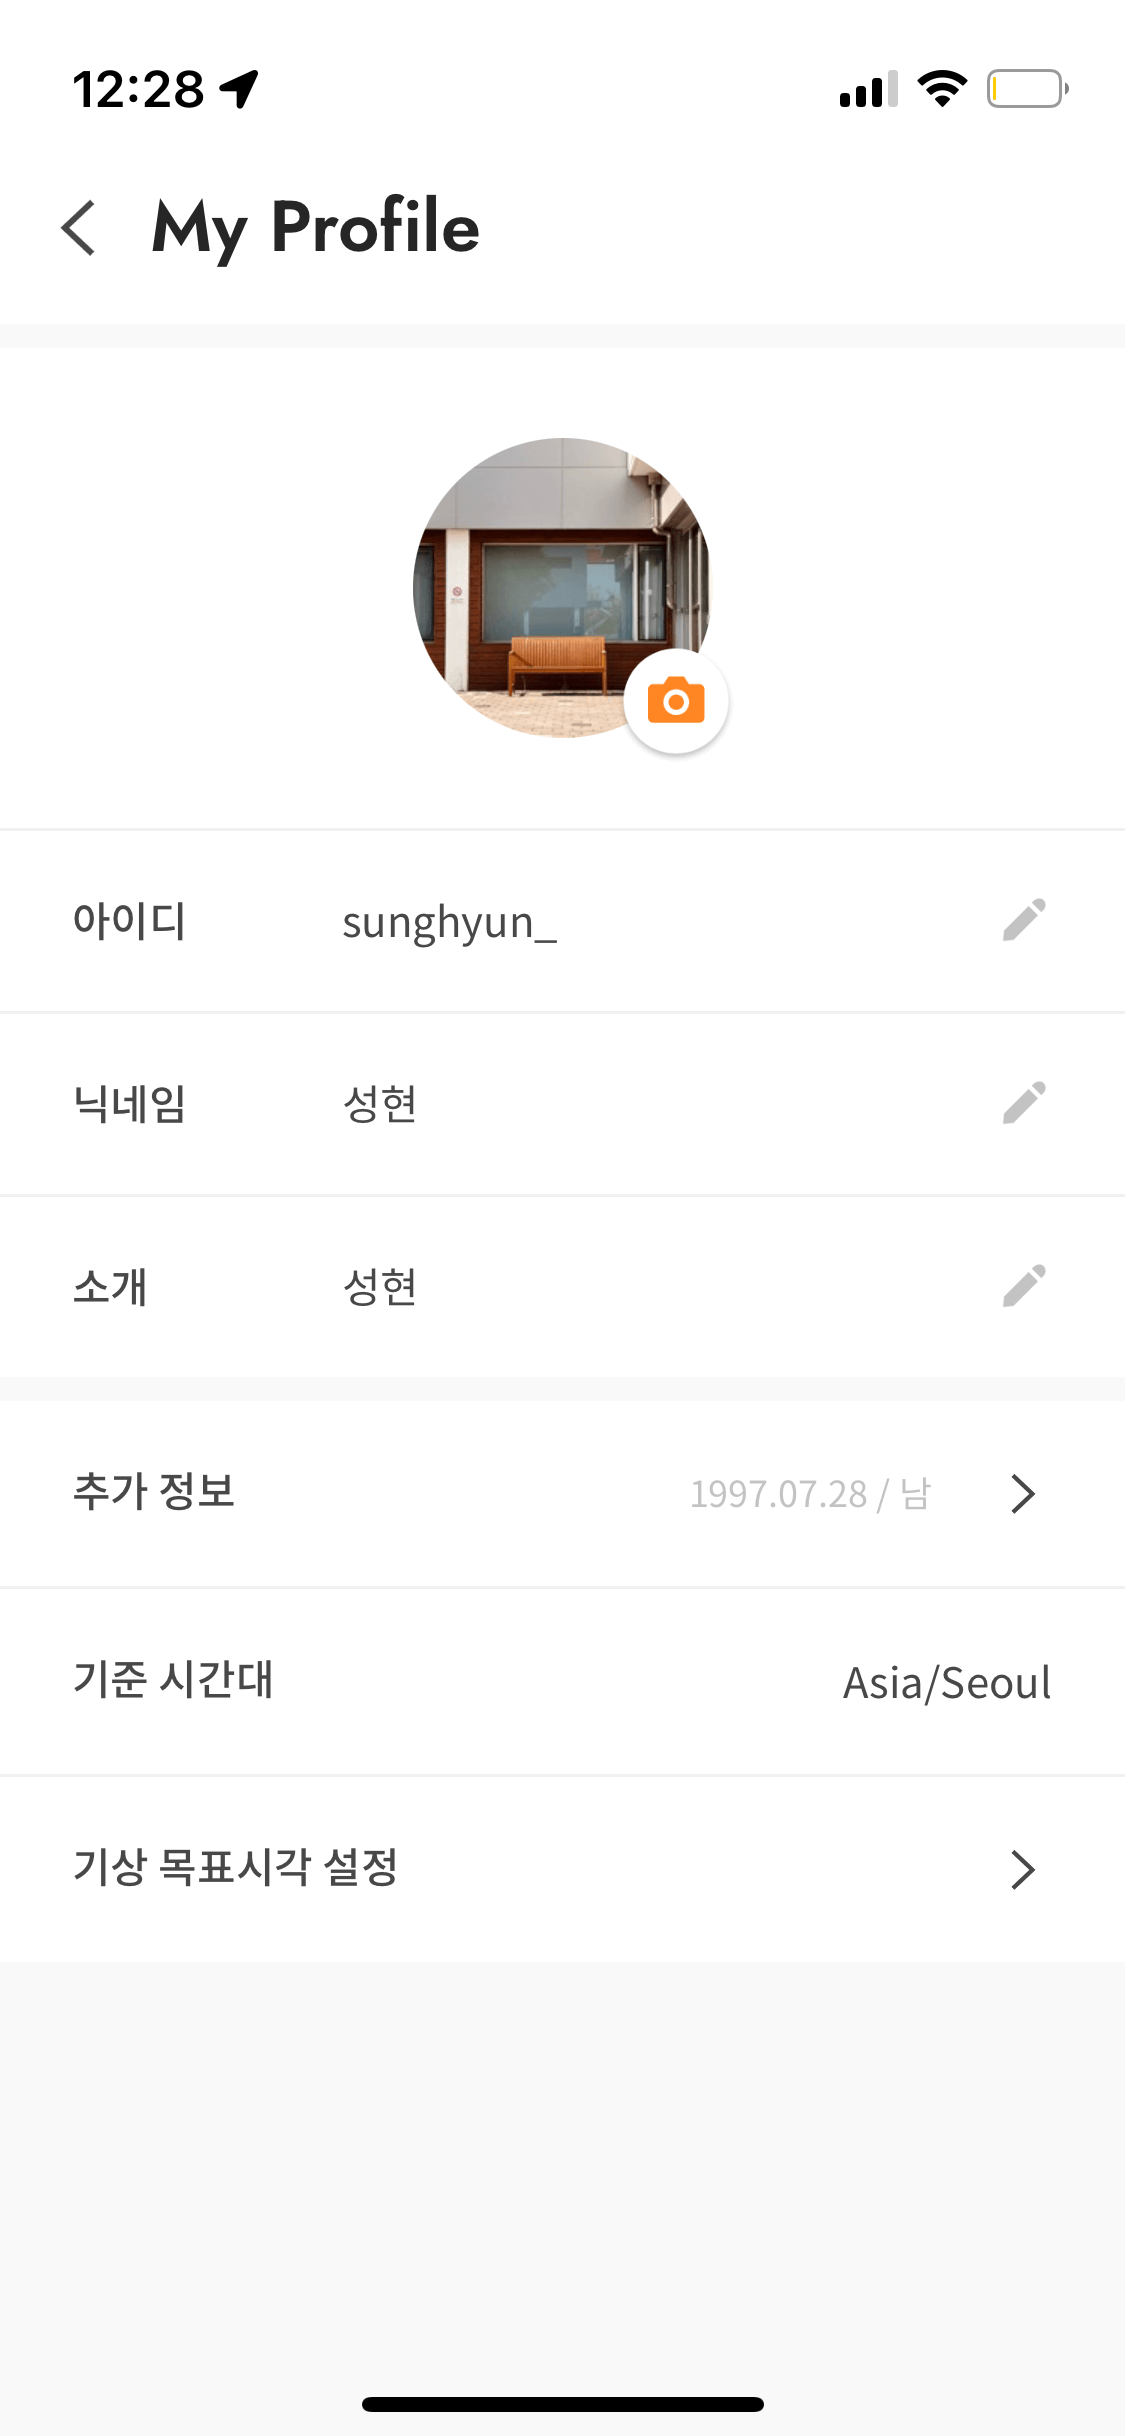 12:28
My Profile
아이디 sunghyun_
닉네임 성현
소개 성현
추가 정보 1997.07.28 / 남
기준 시간대 Asia/Seoul
기상 목표시각 설정